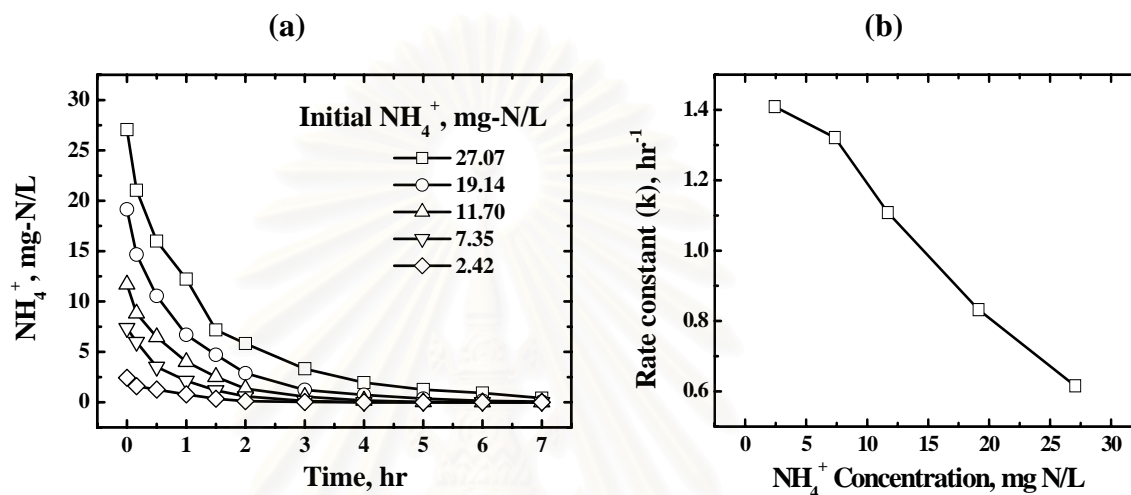 (a)
30
25
20
15
10
5
0
NH₄⁺, mg-N/L
Initial NH₄⁺, mg-N/L
27.07
19.14
11.70
7.35
2.42
0 1 2 3 4 5 6 7
Time, hr
(b)
1.4
1.2
1.0
0.8
0.6
Rate constant (k), hr⁻¹
0 5 10 15 20 25 30
NH₄⁺ Concentration, mg N/L